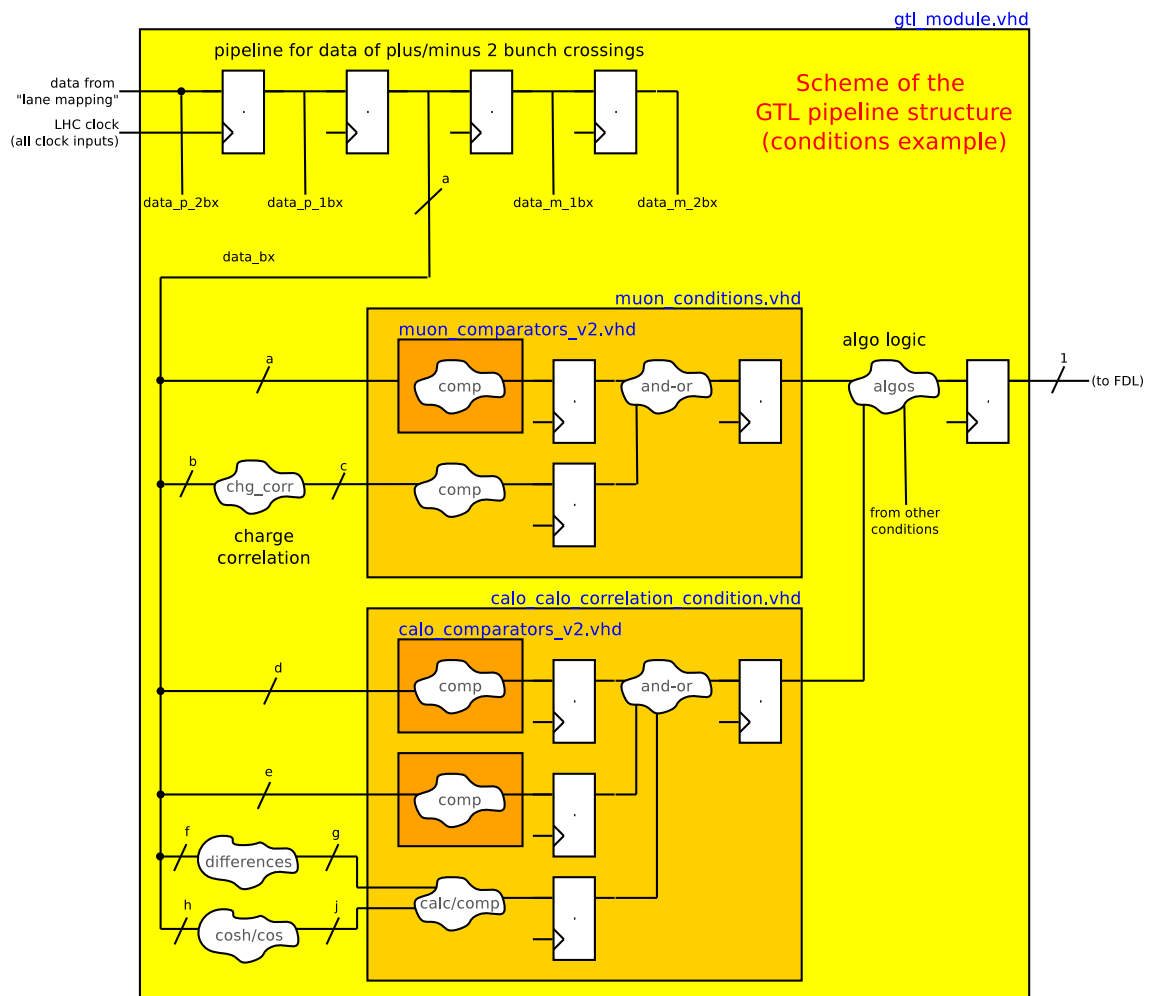 gtl_module.vhd
pipeline for data of plus/minus 2 bunch crossings
Scheme of the
GTL pipeline structure
(conditions example)
data from
"lane mapping"
LHC clock
(all clock inputs)
a
data_p_2bx
data_p_1bx
data_m_1bx
data_m_2bx
data_bx
muon_conditions.vhd
muon_comparators_v2.vhd
algo logic
a
comp
and-or
algos
1
(to FDL)
b
chg_corr
c
comp
charge
correlation
from other
conditions
calo_calo_correlation_condition.vhd
calo_comparators_v2.vhd
d
comp
and-or
e
comp
f
differences
g
h
cosh/cos
j
calc/comp